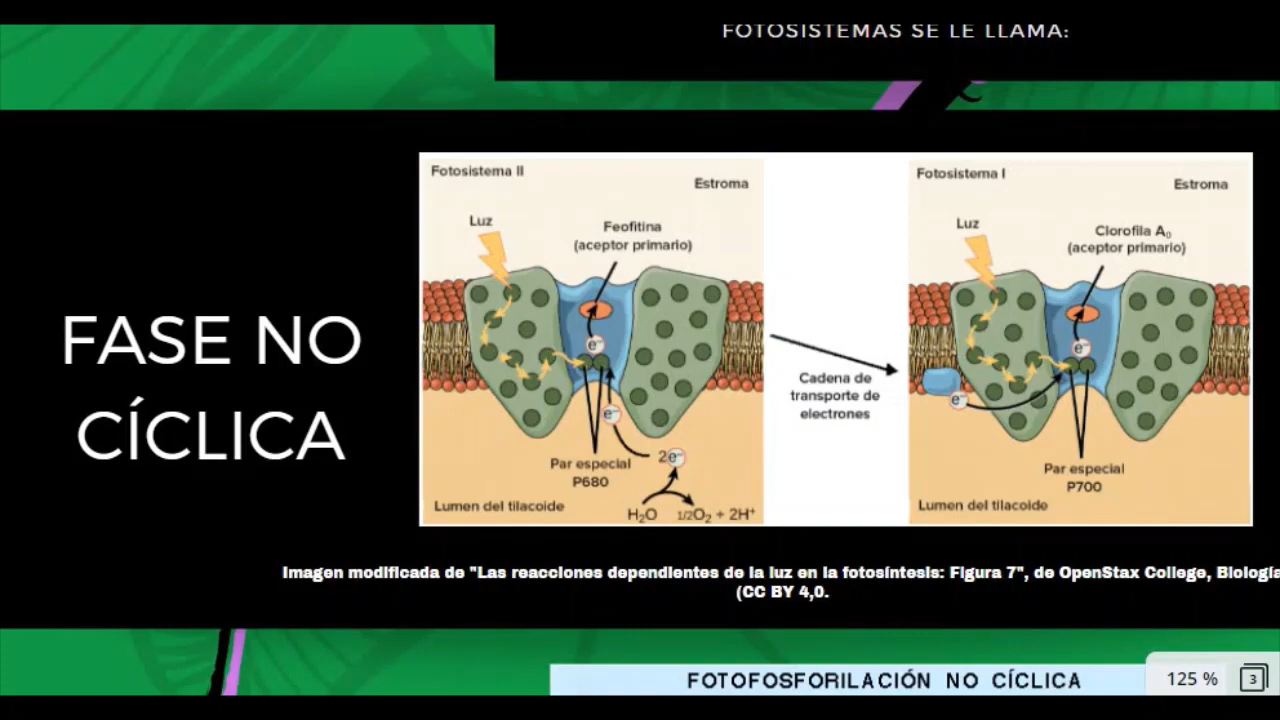 FOTOSISTEMAS SE LE LLAMA:
FASE NO
CÍCLICA
Fotosistema II
Estroma
Luz
Feofitina
(aceptor primario)
e⁻
e⁻
2e⁻
Par especial
P680
Lumen del tilacoide
H₂O 1/2O₂ + 2H⁺
Cadena de
transporte de
electrones
Fotosistema I
Estroma
Luz
Clorofila A₀
(aceptor primario)
e⁻
e⁻
Par especial
P700
Lumen del tilacoide
Imagen modificada de "Las reacciones dependientes de la luz en la fotosíntesis: Figura 7", de OpenStax College, Biología
(CC BY 4,0.
FOTOFOSFORILACIÓN NO CÍCLICA
125 %
3